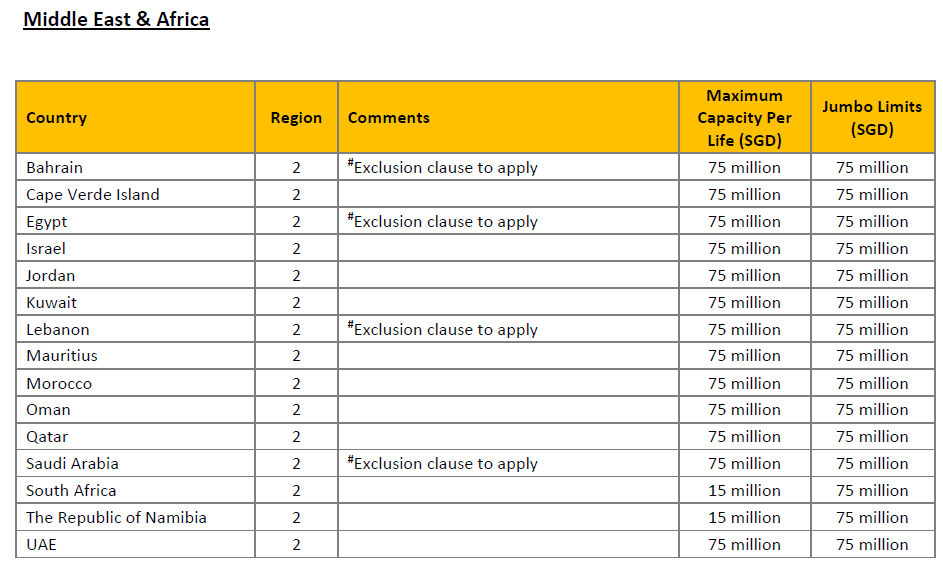 Middle East & Africa
Country Region Comments Maximum Capacity Per Life (SGD) Jumbo Limits (SGD)
Bahrain 2 #Exclusion clause to apply 75 million 75 million
Cape Verde Island 2 75 million 75 million
Egypt 2 #Exclusion clause to apply 75 million 75 million
Israel 2 75 million 75 million
Jordan 2 75 million 75 million
Kuwait 2 75 million 75 million
Lebanon 2 #Exclusion clause to apply 75 million 75 million
Mauritius 2 75 million 75 million
Morocco 2 75 million 75 million
Oman 2 75 million 75 million
Qatar 2 75 million 75 million
Saudi Arabia 2 #Exclusion clause to apply 75 million 75 million
South Africa 2 15 million 75 million
The Republic of Namibia 2 15 million 75 million
UAE 2 75 million 75 million